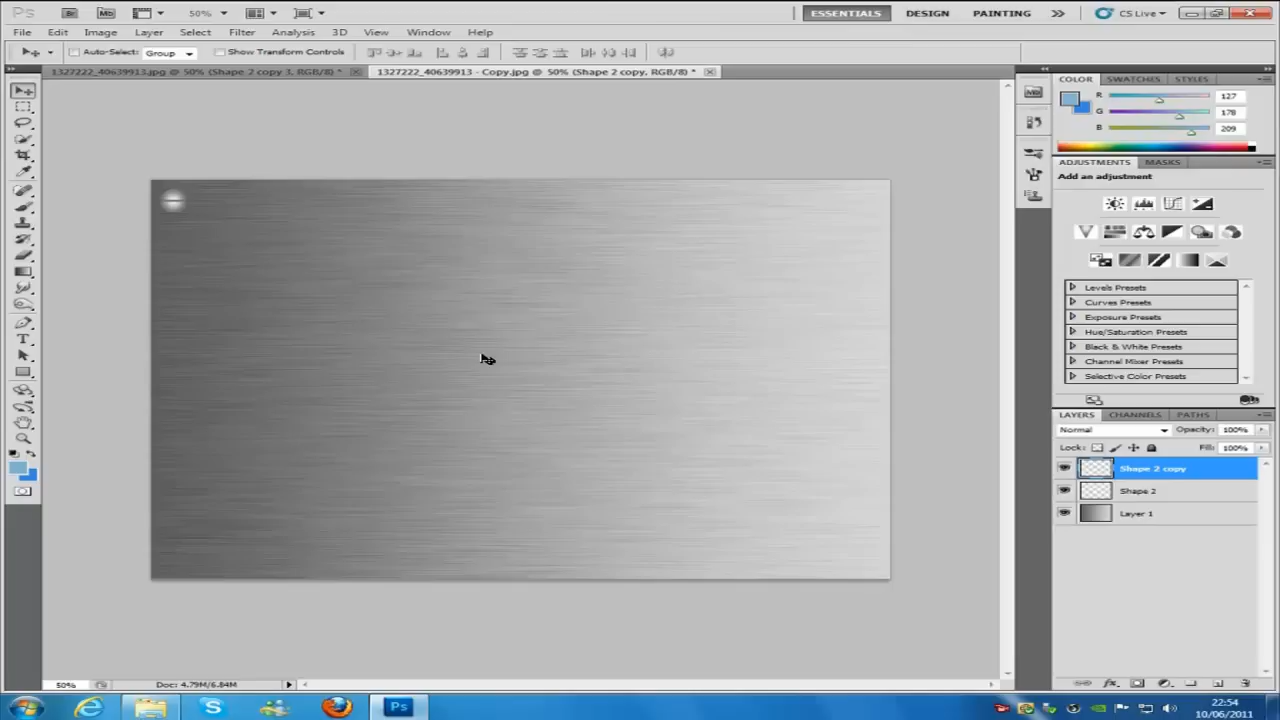 Ps Br Mb 50% ESSENTIALS DESIGN PAINTING CS Live
File Edit Image Layer Select Filter Analysis 3D View Window Help
Auto-Select: Group Show Transform Controls
1327222_40639913.jpg @ 50% (Shape 2 copy 3, RGB/8) * 1327222_40639913 - Copy.jpg @ 50% (Shape 2 copy, RGB/8) *
COLOR SWATCHES STYLES
R 127
G 178
B 209
ADJUSTMENTS MASKS
Add an adjustment
Levels Presets
Curves Presets
Exposure Presets
Hue/Saturation Presets
Black & White Presets
Channel Mixer Presets
Selective Color Presets
LAYERS CHANNELS PATHS
Normal Opacity: 100%
Lock: Fill: 100%
Shape 2 copy
Shape 2
Layer 1
50% Doc: 4.79M/6.84M
Ps 22:54
10/06/2011